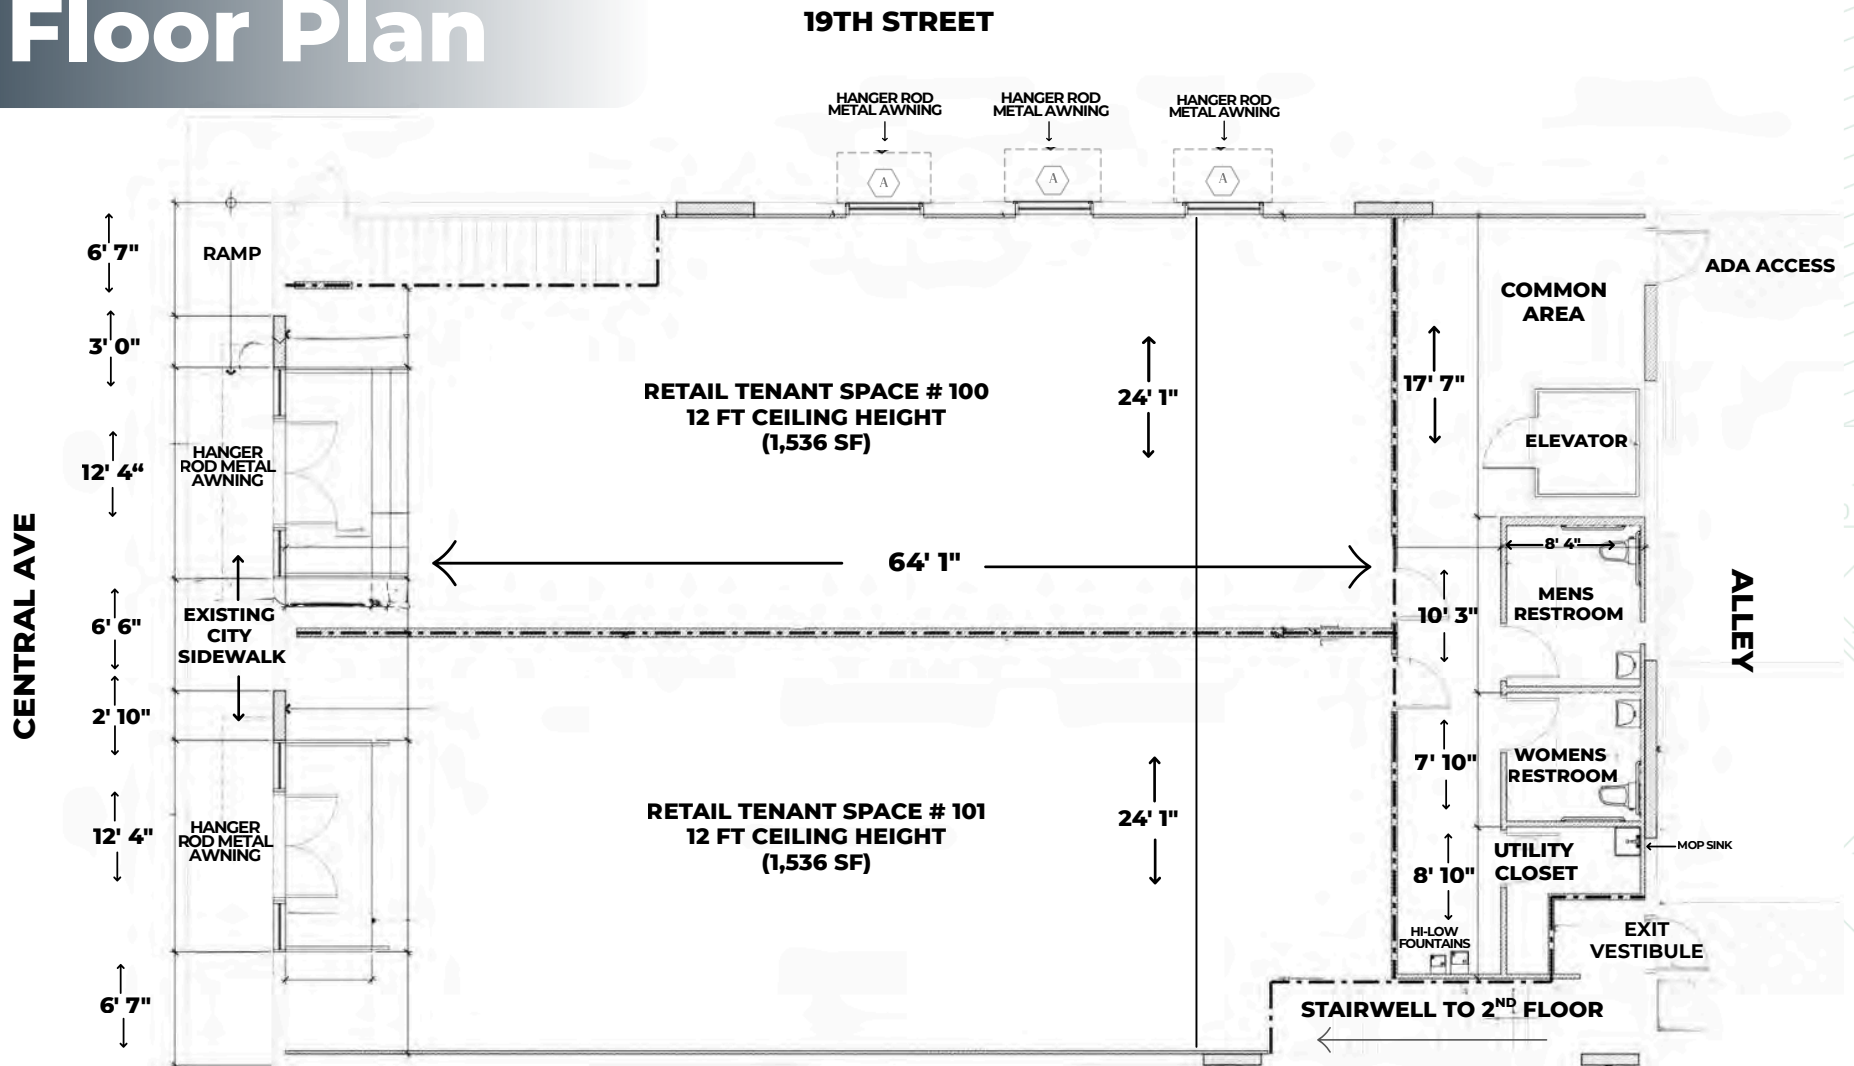 Floor Plan
19TH STREET
HANGER ROD
METAL AWNING
HANGER ROD
METAL AWNING
HANGER ROD
METAL AWNING
A
A
A
6' 7"
RAMP
3' 0"
12' 4“
HANGER
ROD METAL
AWNING
CENTRAL AVE
6' 6"
EXISTING
CITY
SIDEWALK
2' 10"
12' 4"
HANGER
ROD METAL
AWNING
6' 7"
RETAIL TENANT SPACE # 100
12 FT CEILING HEIGHT
(1,536 SF)
24' 1"
64' 1"
RETAIL TENANT SPACE # 101
12 FT CEILING HEIGHT
(1,536 SF)
24' 1"
17' 7"
COMMON
AREA
ADA ACCESS
ELEVATOR
8' 4"
MENS
RESTROOM
10' 3"
ALLEY
7' 10"
WOMENS
RESTROOM
8' 10"
UTILITY
CLOSET
MOP SINK
HI-LOW
FOUNTAINS
EXIT
VESTIBULE
STAIRWELL TO 2ND FLOOR